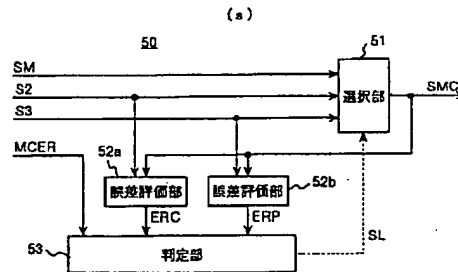 (a)
50
51
SM
S2
S3
選択部
SMC
MCER
52a
誤差評価部
誤差評価部
52b
ERC
ERP
SL
53
判定部